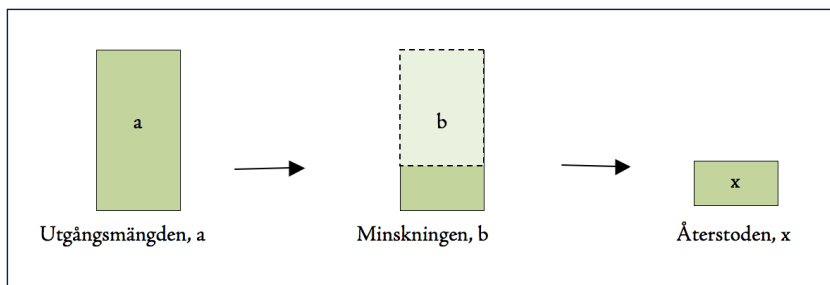 a
b
x
Utgångsmängden, a
Minskningen, b
Återstoden, x